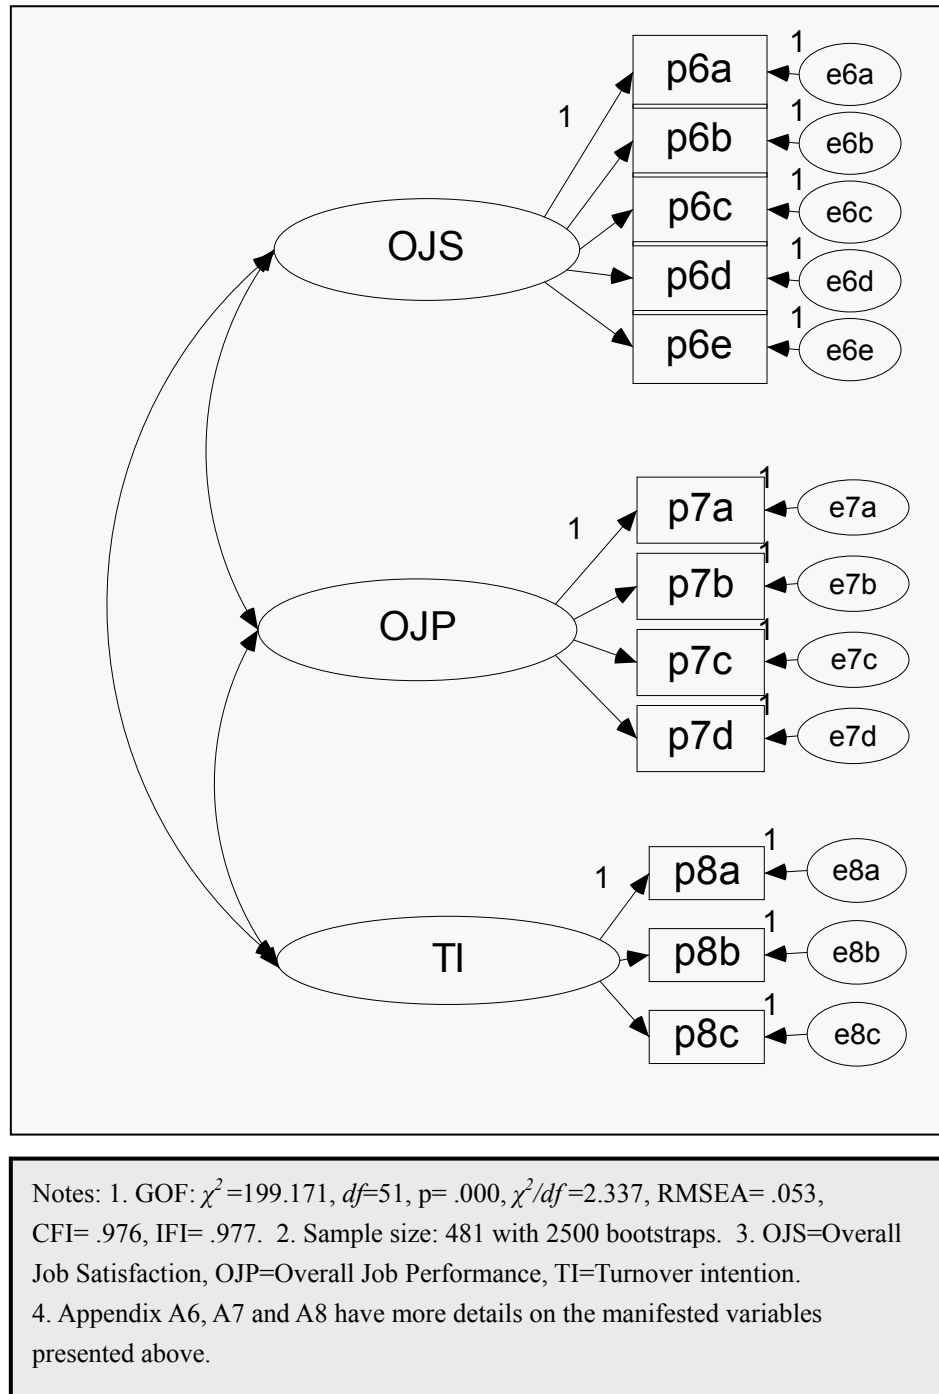 1
p6a
e6a
1
1
p6b
e6b
1
p6c
e6c
OJS
1
p6d
e6d
1
p6e
e6e
1
p7a
e7a
1
1
p7b
e7b
1
p7c
e7c
OJP
1
p7d
e7d
1
p8a
e8a
1
1
p8b
e8b
TI
1
p8c
e8c
Notes: 1. GOF: χ² =199.171, df=51, p= .000, χ²/df =2.337, RMSEA= .053,
CFI= .976, IFI= .977. 2. Sample size: 481 with 2500 bootstraps. 3. OJS=Overall
Job Satisfaction, OJP=Overall Job Performance, TI=Turnover intention.
4. Appendix A6, A7 and A8 have more details on the manifested variables
presented above.